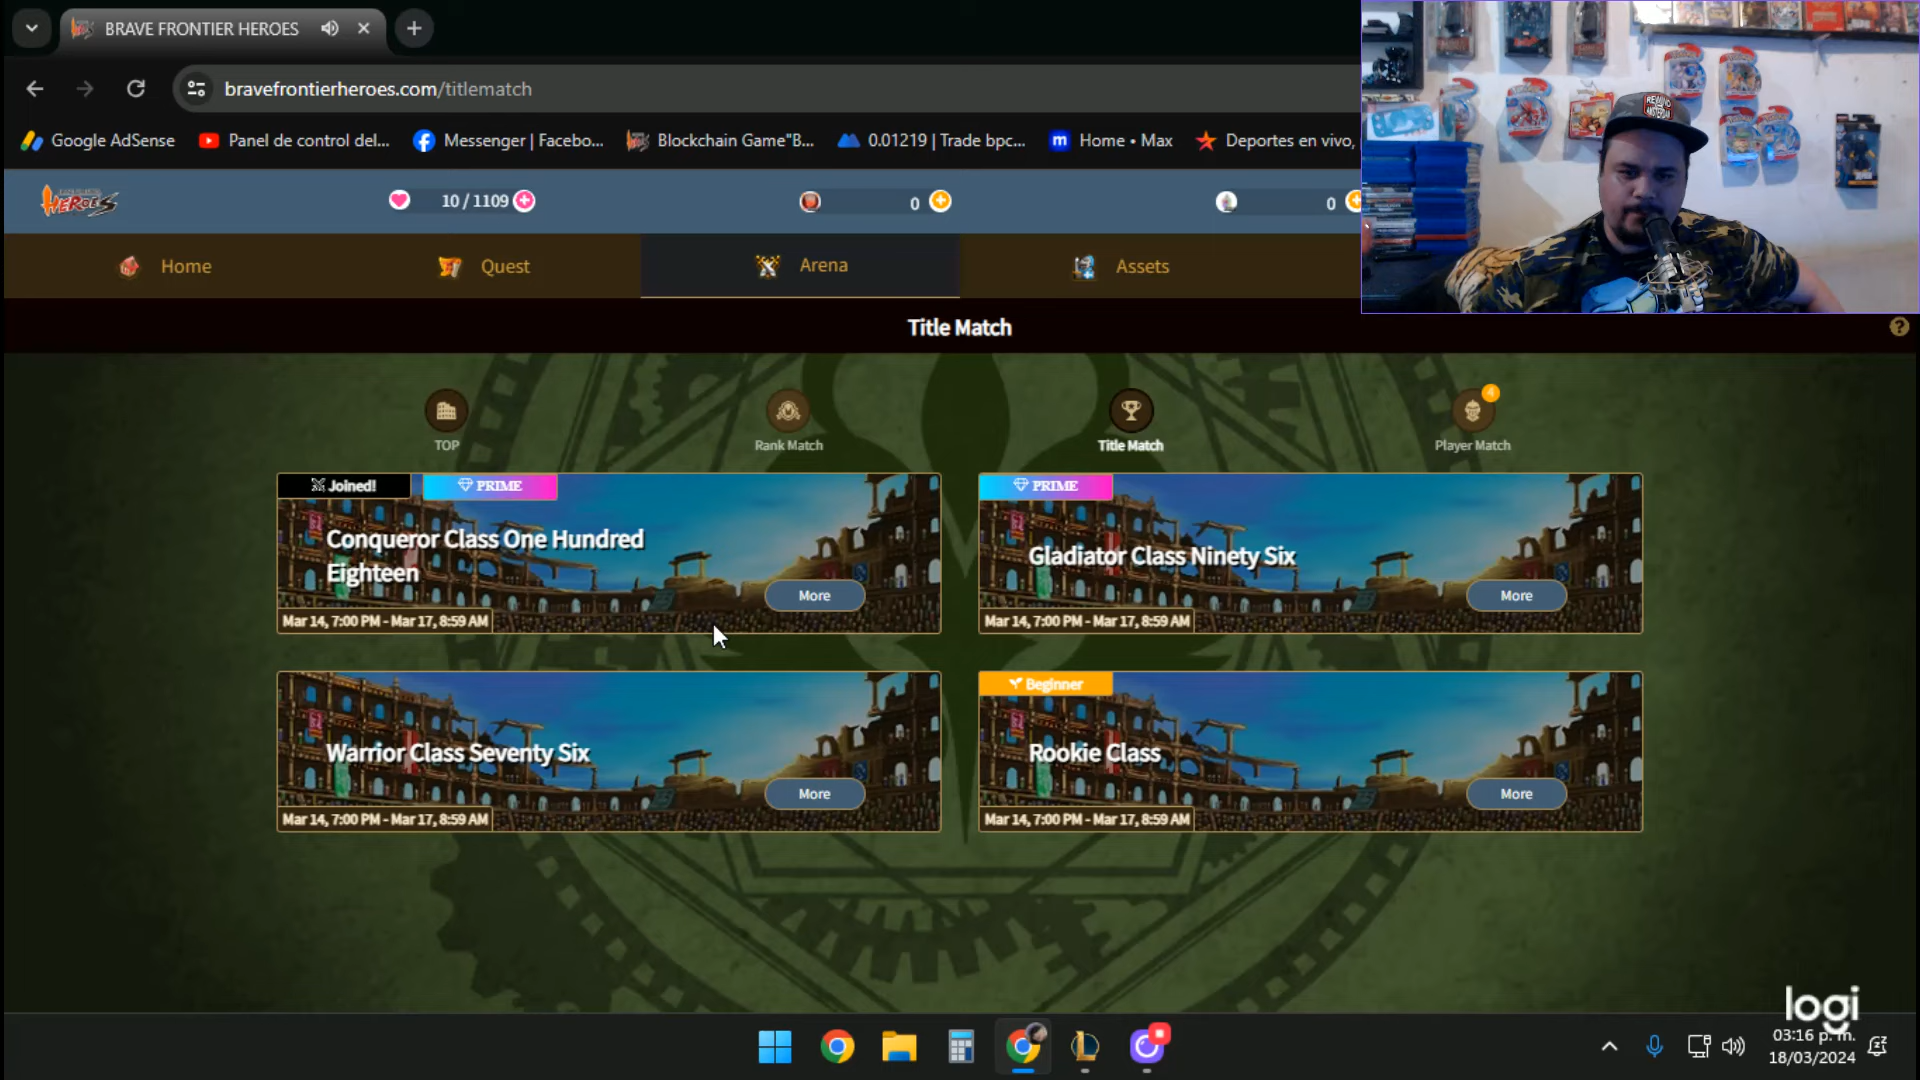 BRAVE FRONTIER HEROES
bravefrontierheroes.com/titlematch
Google AdSense
Panel de control del...
Messenger | Facebo...
Blockchain Game"B...
0.01219 | Trade bpc...
Home • Max
Deportes en vivo,
HEROES
10 / 1109
0
0
Home
Quest
Arena
Assets
Title Match
TOP
Rank Match
Title Match
4
Player Match
Joined!
PRIME
Conqueror Class One Hundred
Eighteen
More
Mar 14, 7:00 PM - Mar 17, 8:59 AM
PRIME
Gladiator Class Ninety Six
More
Mar 14, 7:00 PM - Mar 17, 8:59 AM
Warrior Class Seventy Six
More
Mar 14, 7:00 PM - Mar 17, 8:59 AM
Beginner
Rookie Class
More
Mar 14, 7:00 PM - Mar 17, 8:59 AM
logi
03:16 p. m.
18/03/2024